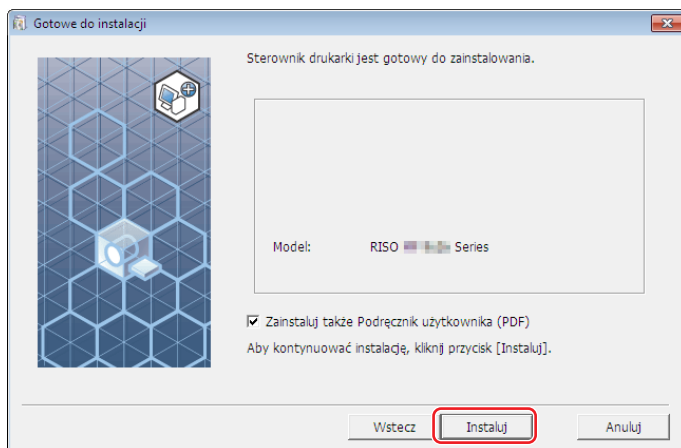 Gotowe do instalacji
Sterownik drukarki jest gotowy do zainstalowania.
Model: RISO Series
Zainstaluj także Podręcznik użytkownika (PDF)
Aby kontynuować instalację, kliknij przycisk [Instaluj].
Wstecz Instaluj Anuluj